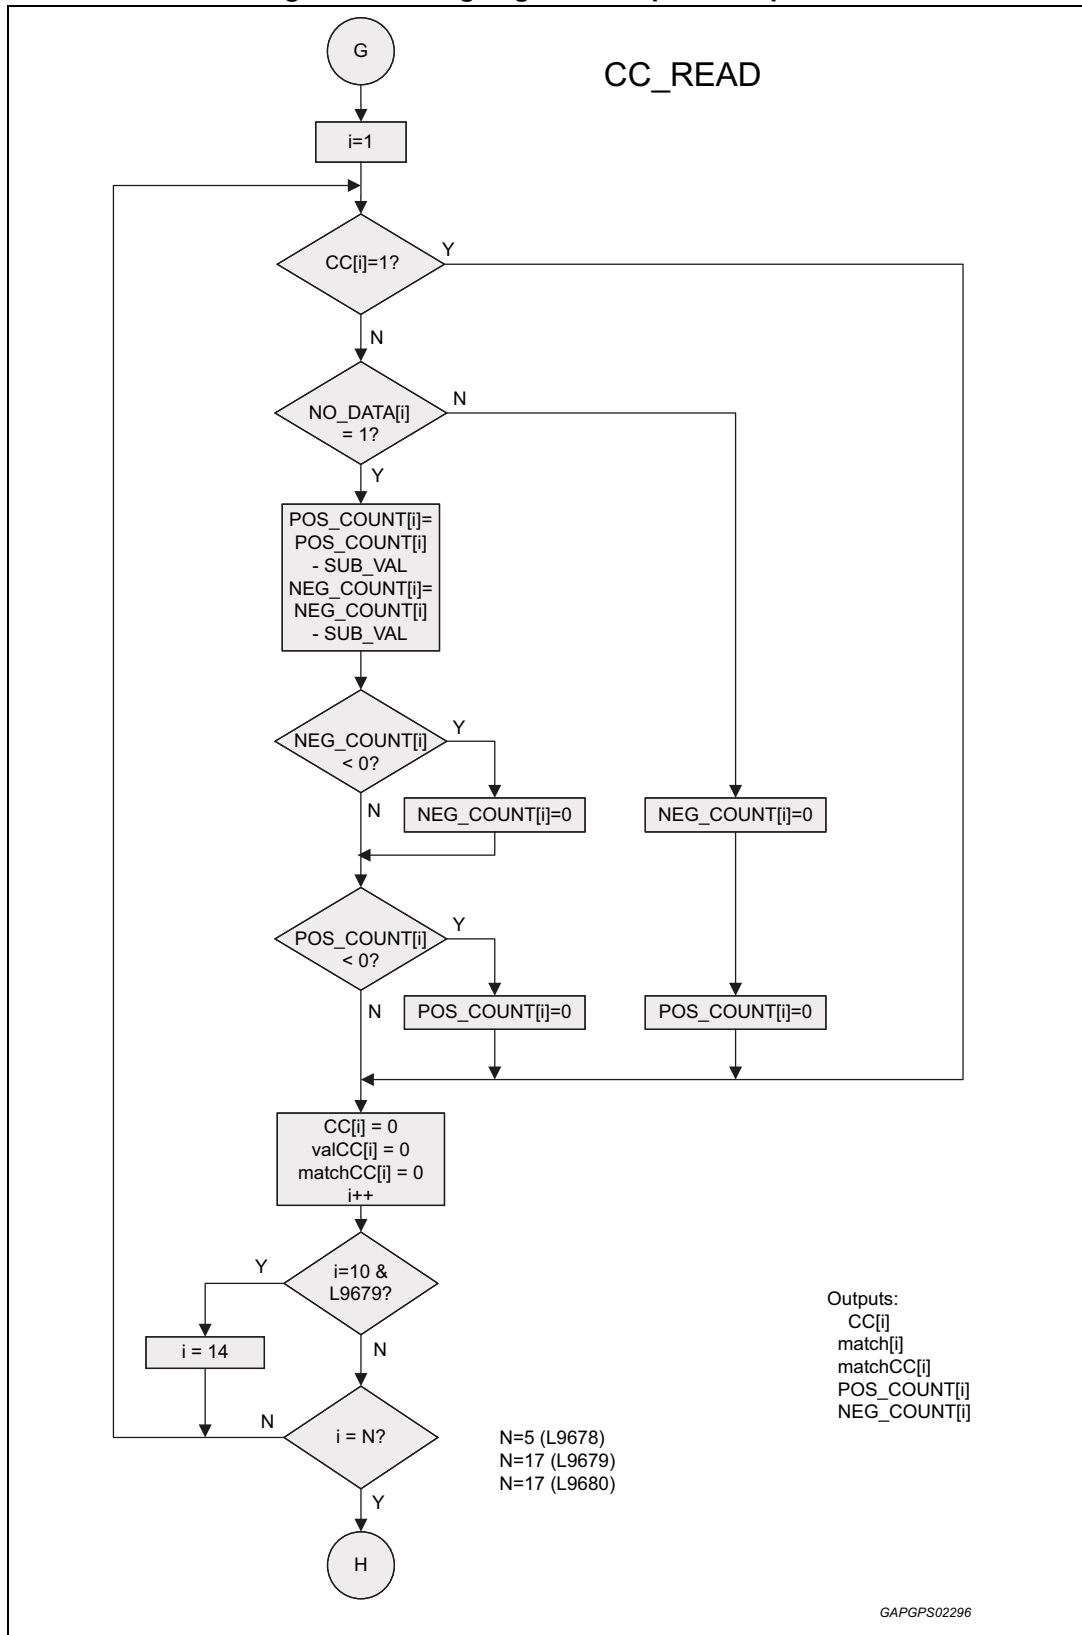 G
CC_READ
i=1
CC[i]=1?
Y
N
NO_DATA[i]
= 1?
N
Y
POS_COUNT[i]=
POS_COUNT[i]
- SUB_VAL
NEG_COUNT[i]=
NEG_COUNT[i]
- SUB_VAL
NEG_COUNT[i]
< 0?
Y
N
NEG_COUNT[i]=0
NEG_COUNT[i]=0
POS_COUNT[i]
< 0?
Y
N
POS_COUNT[i]=0
POS_COUNT[i]=0
CC[i] = 0
valCC[i] = 0
matchCC[i] = 0
i++
i=10 &
L9679?
Y
N
i = 14
i = N?
N
Y
N=5 (L9678)
N=17 (L9679)
N=17 (L9680)
Outputs:
CC[i]
match[i]
matchCC[i]
POS_COUNT[i]
NEG_COUNT[i]
H
GAPGPS02296